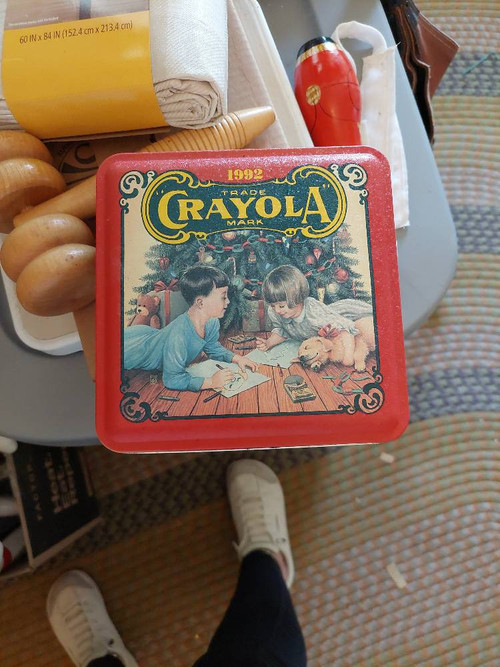 60 IN x 84 IN (152.4 cm x 213.4 cm)
1992
TRADE
"CRAYOLA"
MARK